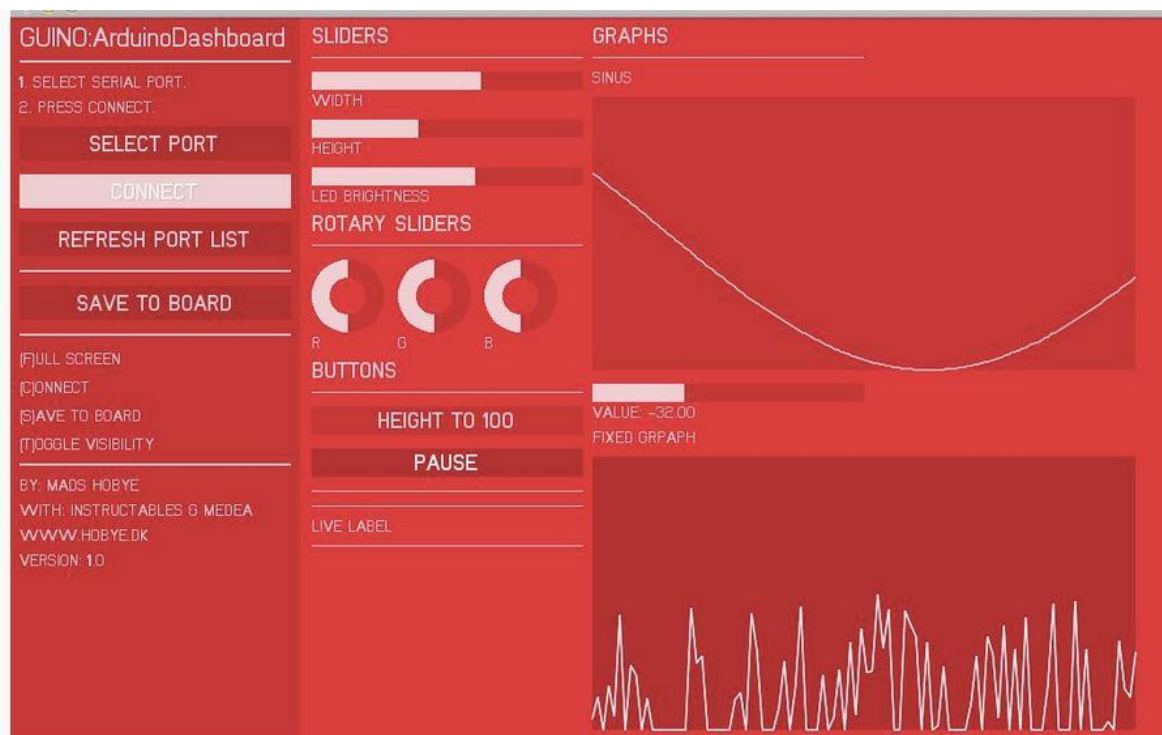 GUINO:ArduinoDashboard
1. SELECT SERIAL PORT.
2. PRESS CONNECT.
SELECT PORT
CONNECT
REFRESH PORT LIST
SAVE TO BOARD
(F)ULL SCREEN
(C)ONNECT
(S)AVE TO BOARD
(T)OGGLE VISIBILITY
BY: MADS HOBYE
WITH: INSTRUCTABLES & MEDEA
WWW.HOBYE.DK
VERSION: 1.0
SLIDERS
WIDTH
HEIGHT
LED BRIGHTNESS
ROTARY SLIDERS
R G B
BUTTONS
HEIGHT TO 100
PAUSE
LIVE LABEL
GRAPHS
SINUS
VALUE: -32.00
FIXED GRPAPH